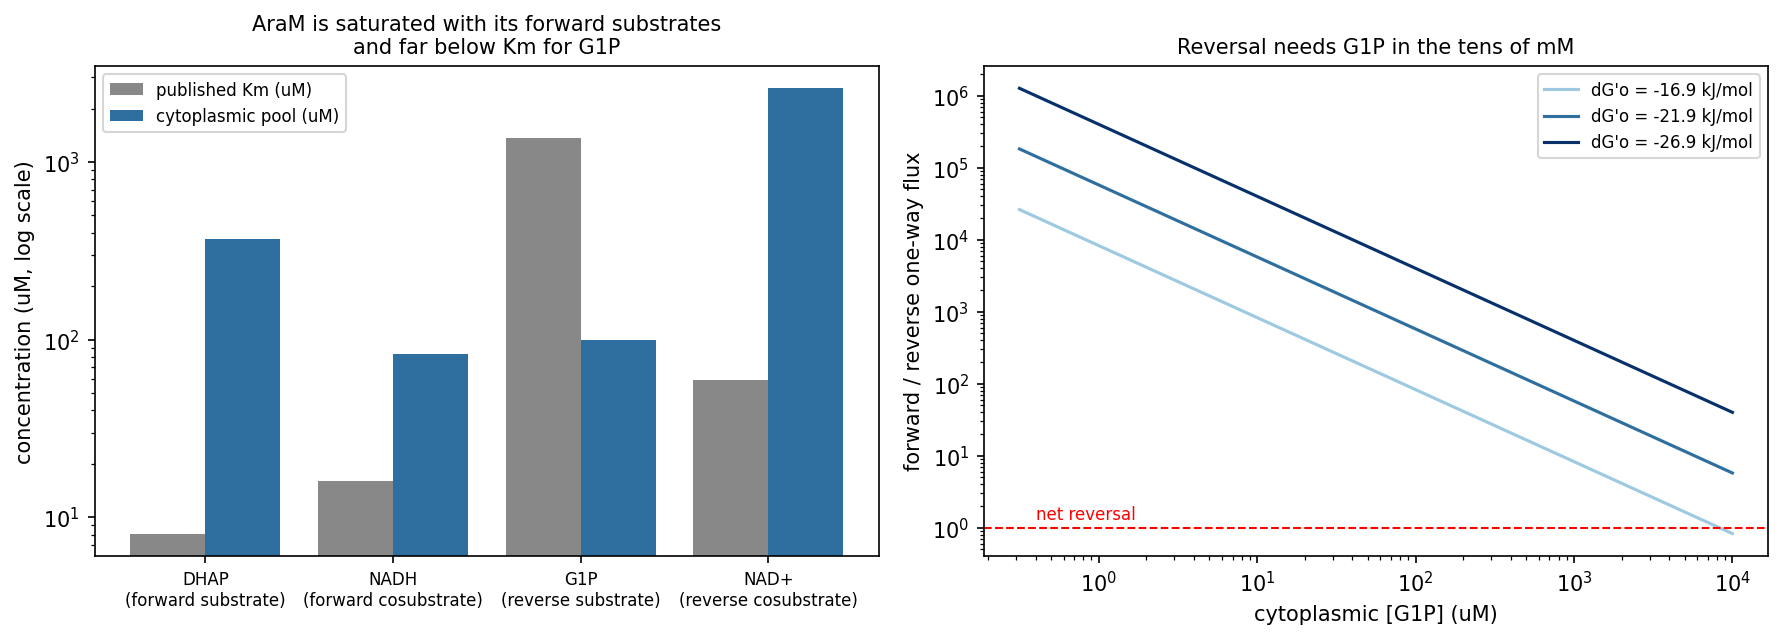 AraM is saturated with its forward substrates
and far below Km for G1P
published Km (uM)
cytoplasmic pool (uM)
concentration (uM, log scale)
10³
10²
10¹
DHAP
(forward substrate)
NADH
(forward cosubstrate)
G1P
(reverse substrate)
NAD+
(reverse cosubstrate)
Reversal needs G1P in the tens of mM
dG'o = -16.9 kJ/mol
dG'o = -21.9 kJ/mol
dG'o = -26.9 kJ/mol
forward / reverse one-way flux
10⁶
10⁵
10⁴
10³
10²
10¹
10⁰
net reversal
10⁰
10¹
10²
10³
10⁴
cytoplasmic [G1P] (uM)